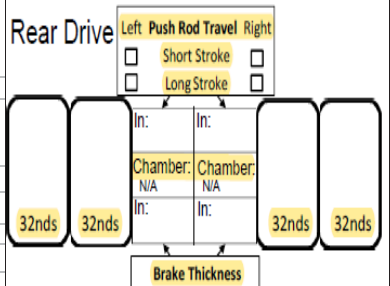 Rear Drive
Left Push Rod Travel Right
Short Stroke
Long Stroke
In: In:
Chamber: Chamber:
N/A N/A
In: In:
32nds 32nds 32nds 32nds
Brake Thickness